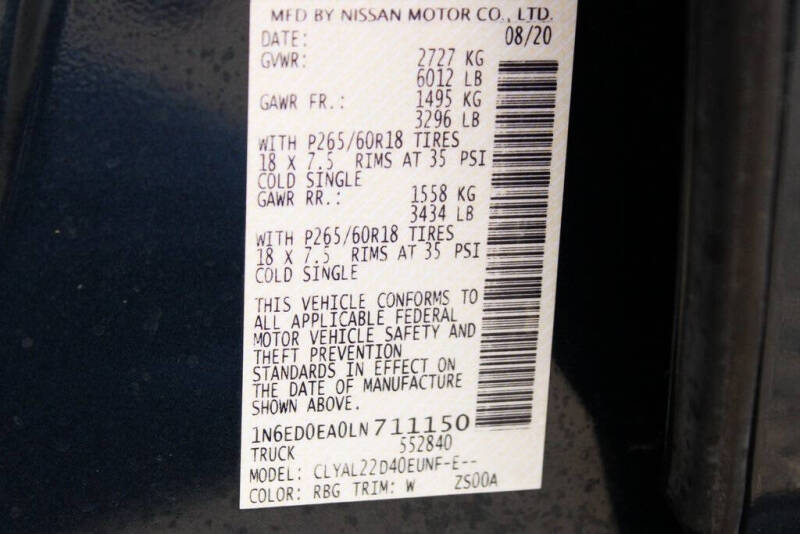 MFD BY NISSAN MOTOR CO., LTD.
DATE: 08/20
GVWR: 2727 KG
6012 LB
GAWR FR.: 1495 KG
3296 LB
WITH P265/60R18 TIRES
18 X 7.5 RIMS AT 35 PSI
COLD SINGLE
GAWR RR.: 1558 KG
3434 LB
WITH P265/60R18 TIRES
18 X 7.5 RIMS AT 35 PSI
COLD SINGLE
THIS VEHICLE CONFORMS TO
ALL APPLICABLE FEDERAL
MOTOR VEHICLE SAFETY AND
THEFT PREVENTION
STANDARDS IN EFFECT ON
THE DATE OF MANUFACTURE
SHOWN ABOVE.
1N6ED0EA0LN711150
TRUCK 552840
MODEL: CLYAL22D40EUNF-E--
COLOR: RBG TRIM: W ZS00A